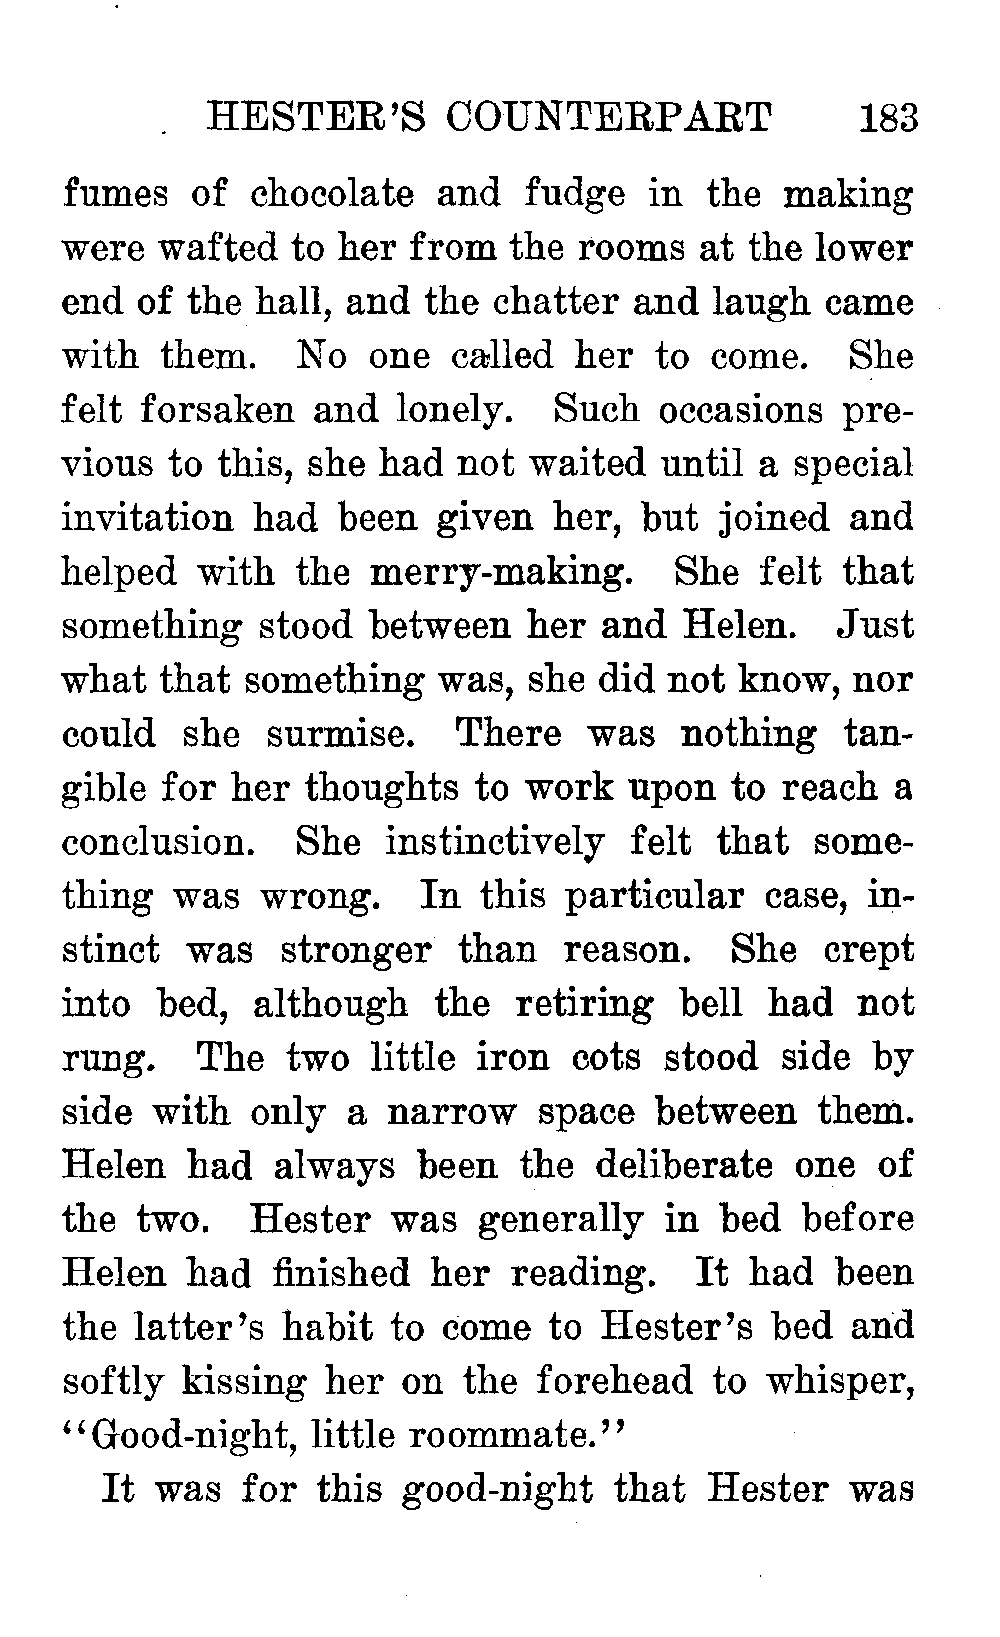 HESTER'S COUNTERPART 183
fumes of chocolate and fudge in the making
were wafted to her from the rooms at the lower
end of the hall, and the chatter and laugh came
with them. No one called her to come. She
felt forsaken and lonely. Such occasions pre-
vious to this, she had not waited until a special
invitation had been given her, but joined and
helped with the merry-making. She felt that
something stood between her and Helen. Just
what that something was, she did not know, nor
could she surmise. There was nothing tan-
gible for her thoughts to work upon to reach a
conclusion. She instinctively felt that some-
thing was wrong. In this particular case, in-
stinct was stronger than reason. She crept
into bed, although the retiring bell had not
rung. The two little iron cots stood side by
side with only a narrow space between them.
Helen had always been the deliberate one of
the two. Hester was generally in bed before
Helen had finished her reading. It had been
the latter's habit to come to Hester's bed and
softly kissing her on the forehead to whisper,
"Good-night, little roommate."
It was for this good-night that Hester was